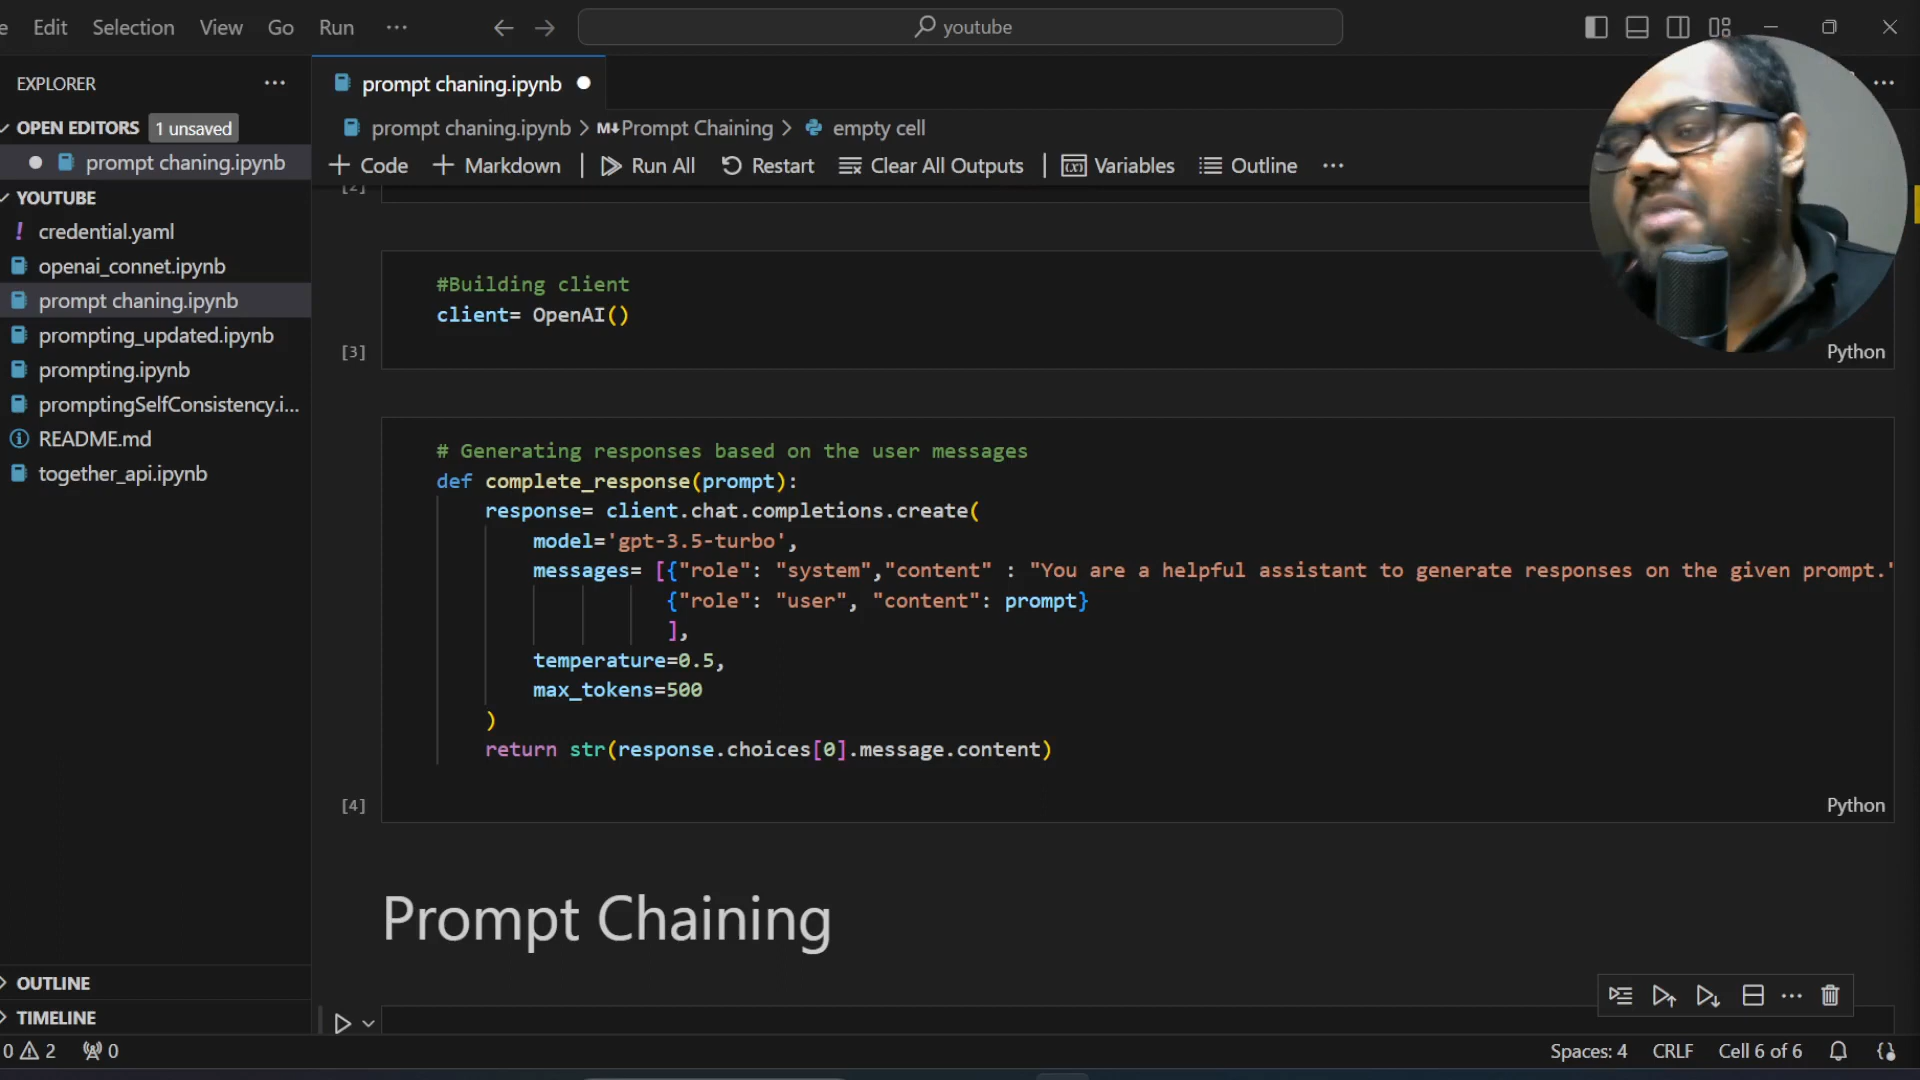 Edit Selection View Go Run ···
youtube
EXPLORER ···
prompt chaning.ipynb
OPEN EDITORS 1 unsaved
prompt chaning.ipynb > M↓Prompt Chaining > empty cell
prompt chaning.ipynb
+ Code + Markdown | Run All Restart Clear All Outputs | Variables Outline ···
YOUTUBE
[2]
credential.yaml
openai_connet.ipynb
prompt chaning.ipynb
prompting_updated.ipynb
prompting.ipynb
promptingSelfConsistency.i...
README.md
together_api.ipynb
#Building client
client= OpenAI()
[3]
Python
# Generating responses based on the user messages
def complete_response(prompt):
response= client.chat.completions.create(
model='gpt-3.5-turbo',
messages= [{"role": "system","content" : "You are a helpful assistant to generate responses on the given prompt."
{"role": "user", "content": prompt}
],
temperature=0.5,
max_tokens=500
)
return str(response.choices[0].message.content)
[4]
Python
Prompt Chaining
OUTLINE
TIMELINE
0 2 0
Spaces: 4 CRLF Cell 6 of 6